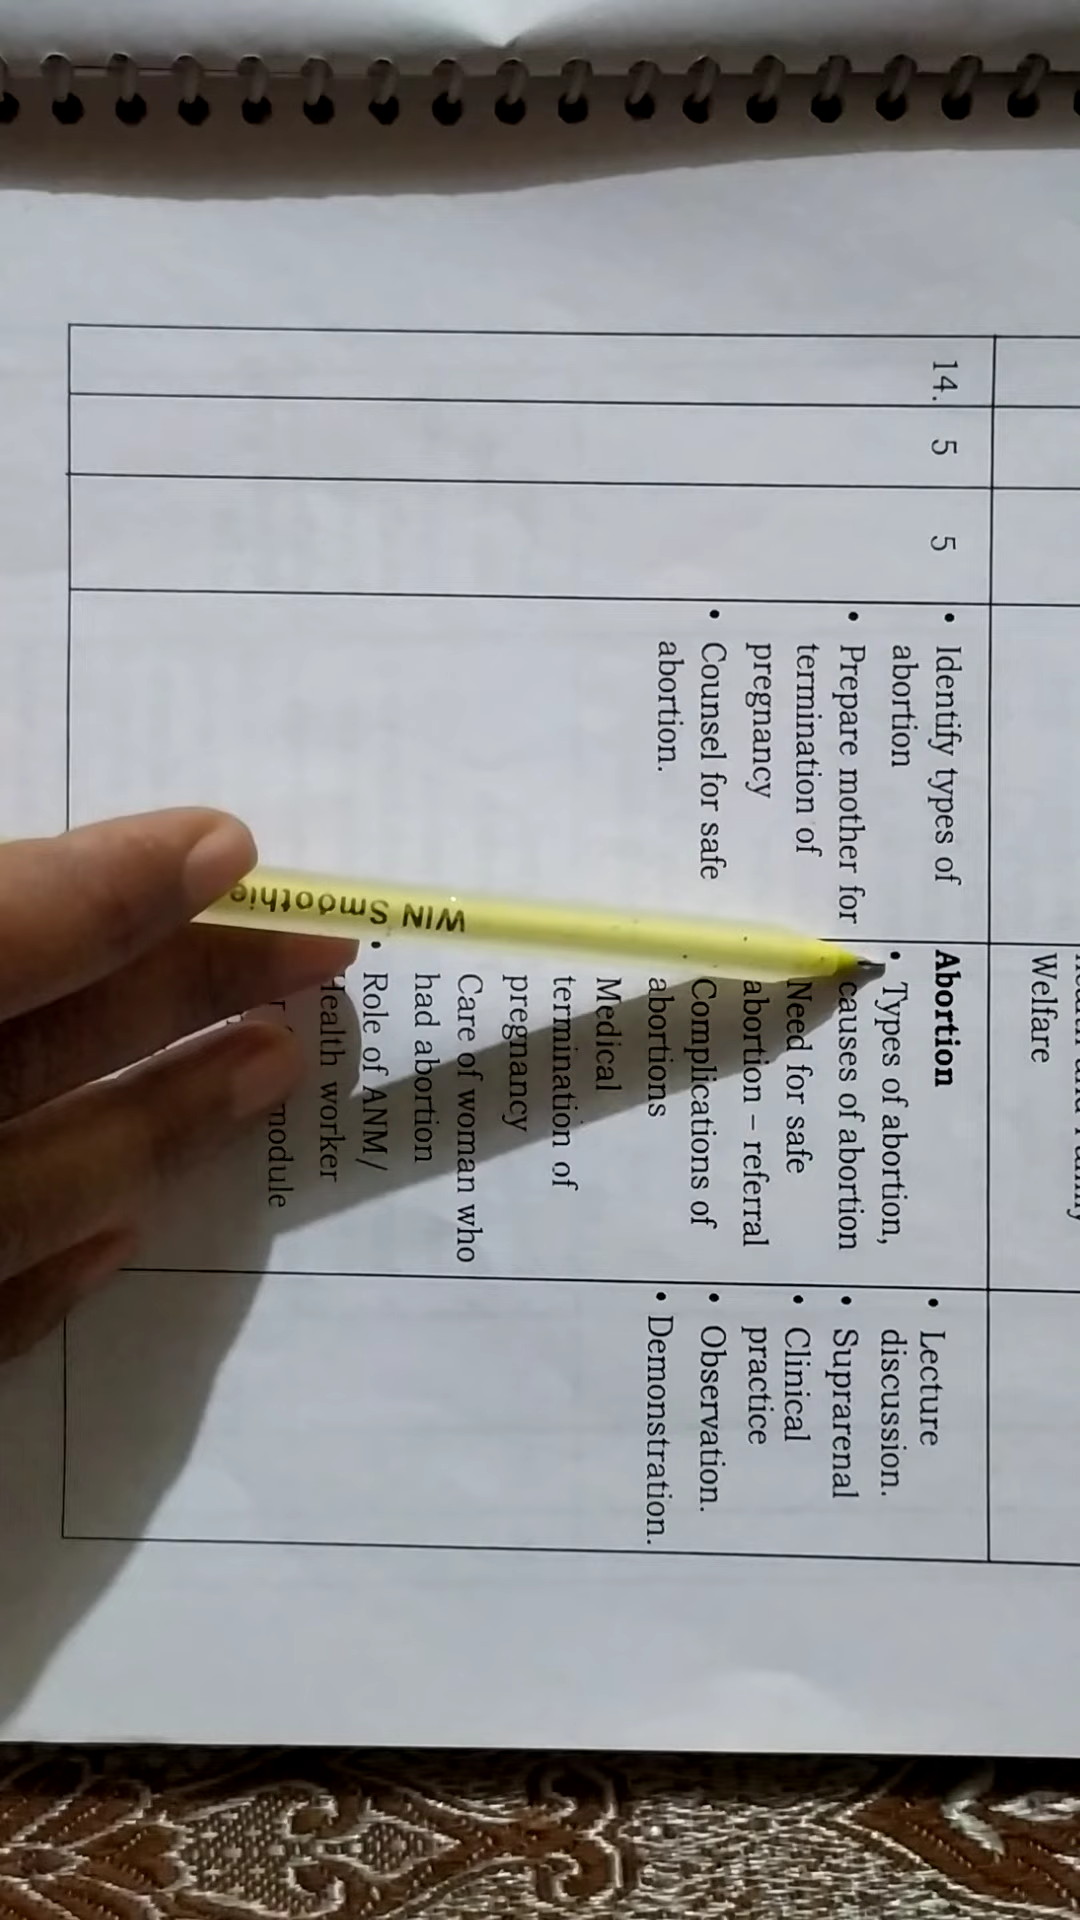 Welfare
14.
5
5
• Identify types of
abortion
• Prepare mother for
termination of
pregnancy
• Counsel for safe
abortion.
Abortion
• Types of abortion,
causes of abortion
Need for safe
abortion – referral
Complications of
abortions
Medical
termination of
pregnancy
Care of woman who
had abortion
• Role of ANM/
Health worker
module
• Lecture
discussion.
• Suprarenal
• Clinical
practice
• Observation.
• Demonstration.
WIN Smoothie